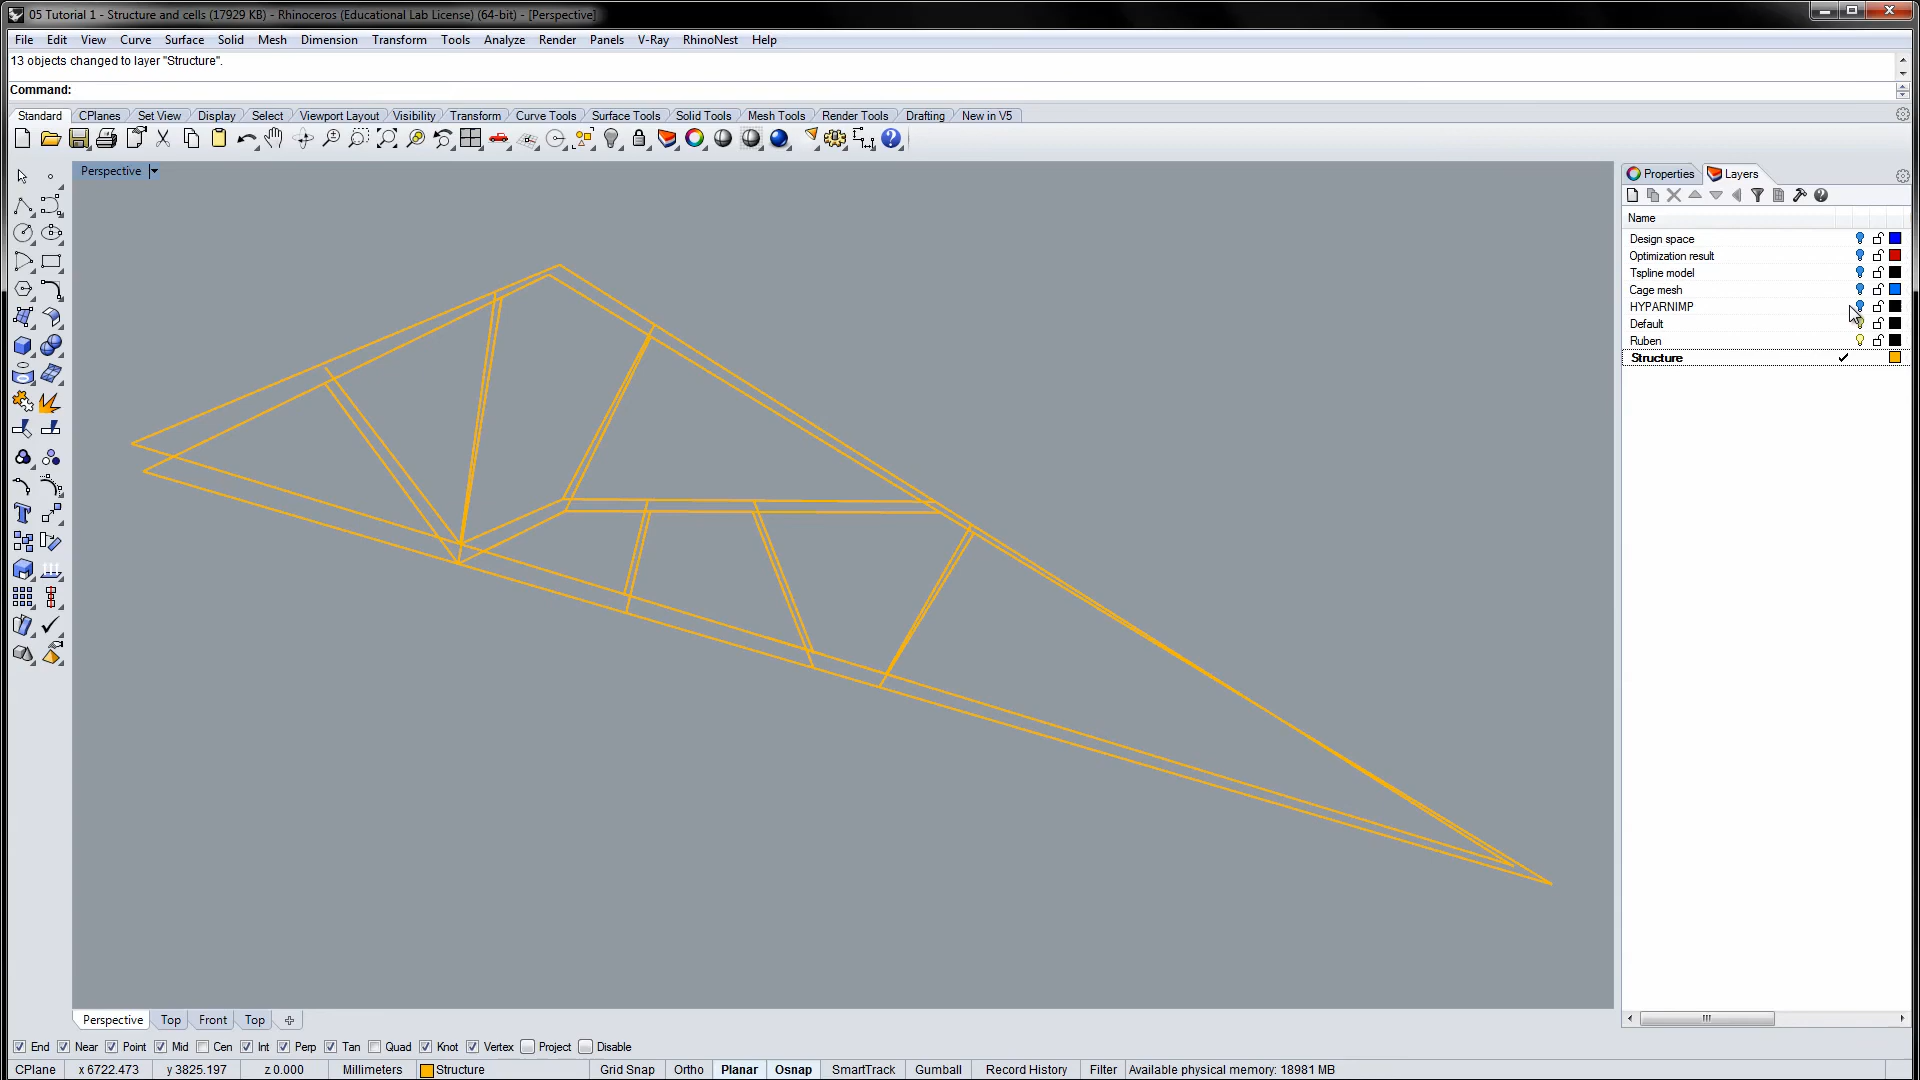 05 Tutorial 1 - Structure and cells (17929 KB) - Rhinoceros (Educational Lab License) (64-bit) - [Perspective]
File Edit View Curve Surface Solid Mesh Dimension Transform Tools Analyze Render Panels V-Ray RhinoNest Help
13 objects changed to layer "Structure".
Command:
Standard CPlanes Set View Display Select Viewport Layout Visibility Transform Curve Tools Surface Tools Solid Tools Mesh Tools Render Tools Drafting New in V5
Perspective
Properties Layers
Name
Design space
Optimization result
Tspline model
Cage mesh
HYPARNIMP
Default
Ruben
Structure
Perspective Top Front Top
End Near Point Mid Cen Int Perp Tan Quad Knot Vertex Project Disable
CPlane x 6722.473 y 3825.197 z 0.000 Millimeters Structure Grid Snap Ortho Planar Osnap SmartTrack Gumball Record History Filter Available physical memory: 18981 MB